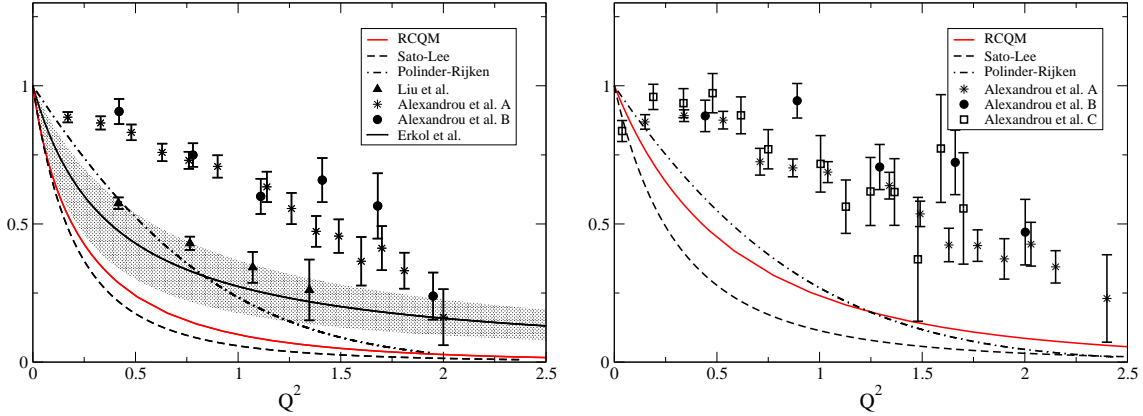 RCQM
Sato-Lee
Polinder-Rijken
Liu et al.
Alexandrou et al. A
Alexandrou et al. B
Erkol et al.
1
0.5
0
0 0.5 1 1.5 2 2.5
Q²
RCQM
Sato-Lee
Polinder-Rijken
Alexandrou et al. A
Alexandrou et al. B
Alexandrou et al. C
1
0.5
0
0 0.5 1 1.5 2 2.5
Q²